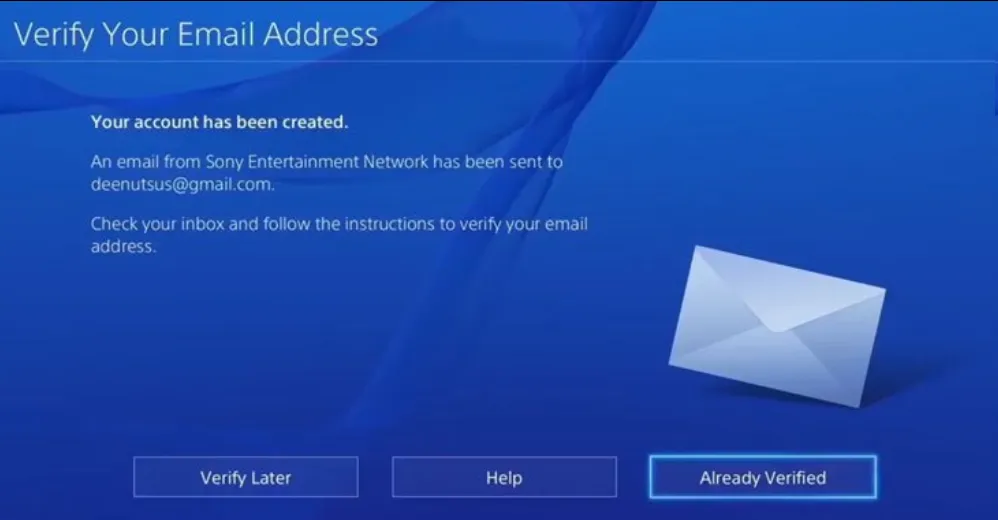 Verify Your Email Address
Your account has been created.
An email from Sony Entertainment Network has been sent to
deenutsus@gmail.com.
Check your inbox and follow the instructions to verify your email
address.
Verify Later
Help
Already Verified